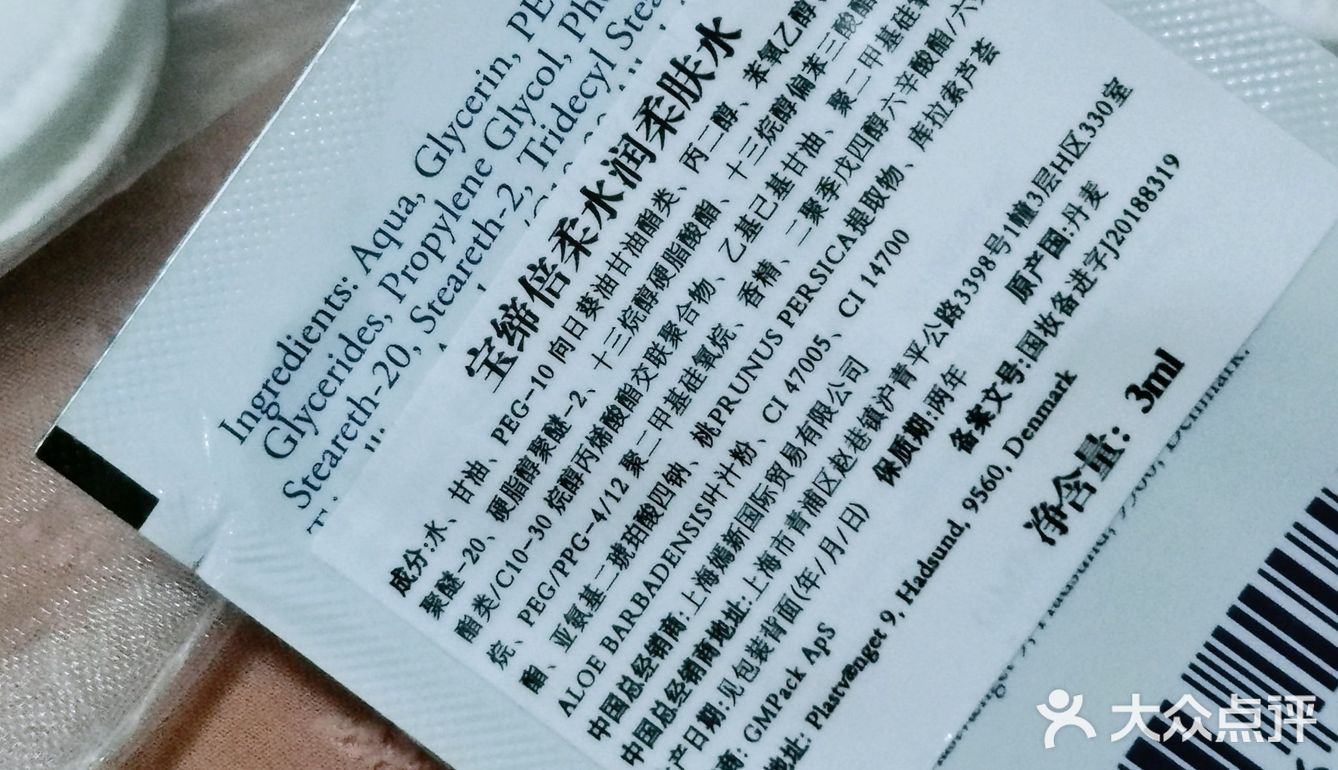 Ingredients: Aqua, Glycerin, PE
Glycerides, Propylene Glycol, Ph
Steareth-20, Steareth-2, Tridecyl Stea
宝缔倍柔水润柔肤水
成分:水、甘油、PEG-10 向日葵油甘油酯类、丙二醇、苯氧乙醇
聚醚-20、硬脂醇聚醚-2、十三烷醇硬脂酸酯、十三烷醇偏苯三酸酯
酯类/C10-30 烷醇丙烯酸酯交联聚合物、乙基己基甘油、聚二甲基硅氧
烷、PEG/PPG-4/12 聚二甲基硅氧烷、香精、二聚季戊四醇六辛酸酯/六
酯、亚氨基二琥珀酸四钠、桃PRUNUS PERSICA提取物、库拉索芦荟
ALOE BARBADENSIS叶汁粉、CI 47005、CI 14700
中国总经销商:上海嫣新国际贸易有限公司
中国总经销商地址:上海市青浦区赵巷镇沪青平公路3398号1幢3层H区330室
产日期:见包装背面(年/月/日) 保质期:两年 原产国:丹麦
商: GMPack ApS 备案文号:国妆备进字J20188319
地址: Plastvænget 9, Hadsund, 9560, Denmark
净含量: 3ml
Denmark.
大众点评